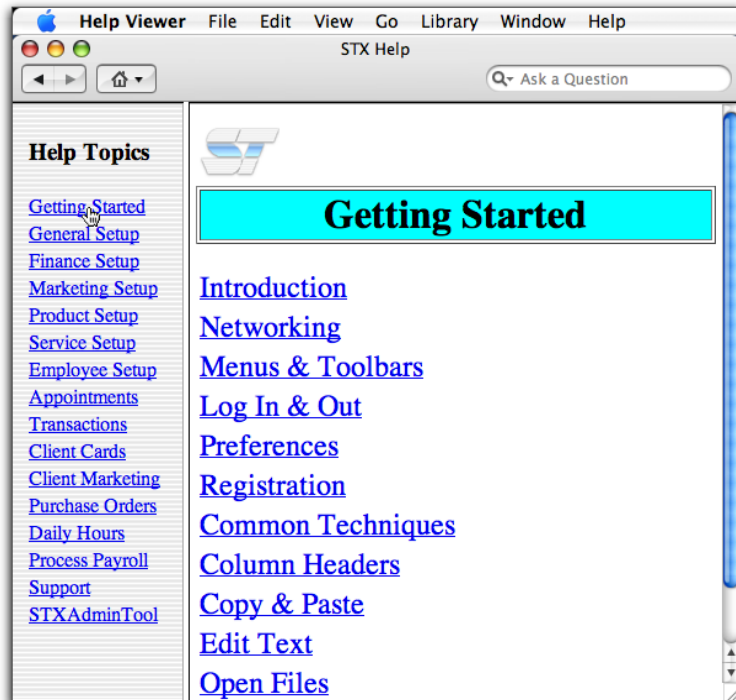 Help Viewer File Edit View Go Library Window Help
STX Help
Ask a Question
Help Topics
Getting Started
General Setup
Finance Setup
Marketing Setup
Product Setup
Service Setup
Employee Setup
Appointments
Transactions
Client Cards
Client Marketing
Purchase Orders
Daily Hours
Process Payroll
Support
STXAdminTool
ST
Getting Started
Introduction
Networking
Menus & Toolbars
Log In & Out
Preferences
Registration
Common Techniques
Column Headers
Copy & Paste
Edit Text
Open Files